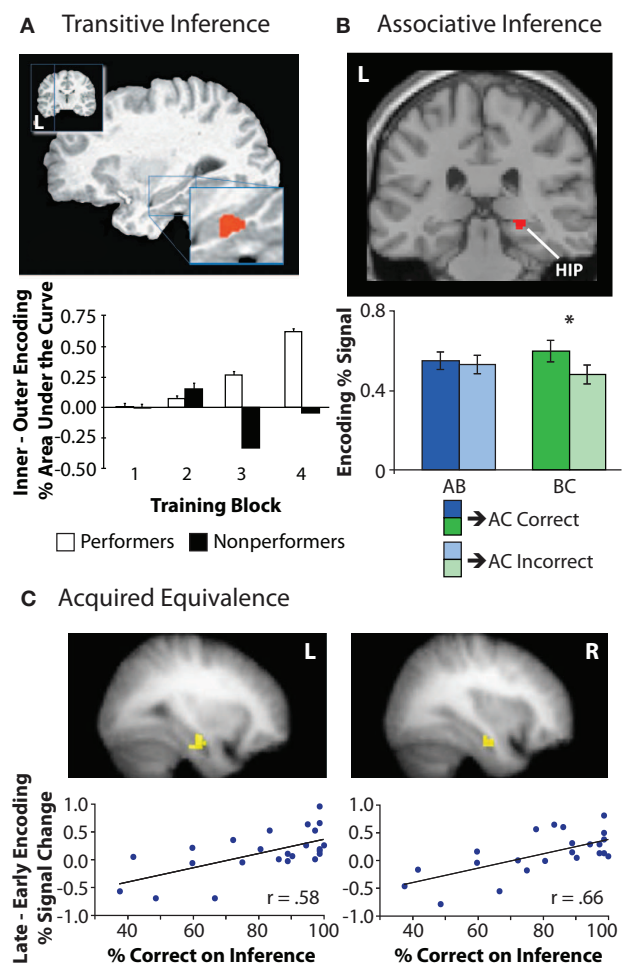 A Transitive Inference
L
Inner - Outer Encoding
% Area Under the Curve
0.75
0.50
0.25
0.00
-0.25
-0.50
1 2 3 4
Training Block
Performers Nonperformers
B Associative Inference
L
HIP
Encoding % Signal
0.8
0.4
0
*
AB BC
➔AC Correct
➔AC Incorrect
C Acquired Equivalence
L
R
Late - Early Encoding
% Signal Change
1.0
0.5
0.0
-0.5
-1.0
r = .58
40 60 80 100
% Correct on Inference
1.0
0.5
0.0
-0.5
-1.0
r = .66
40 60 80 100
% Correct on Inference